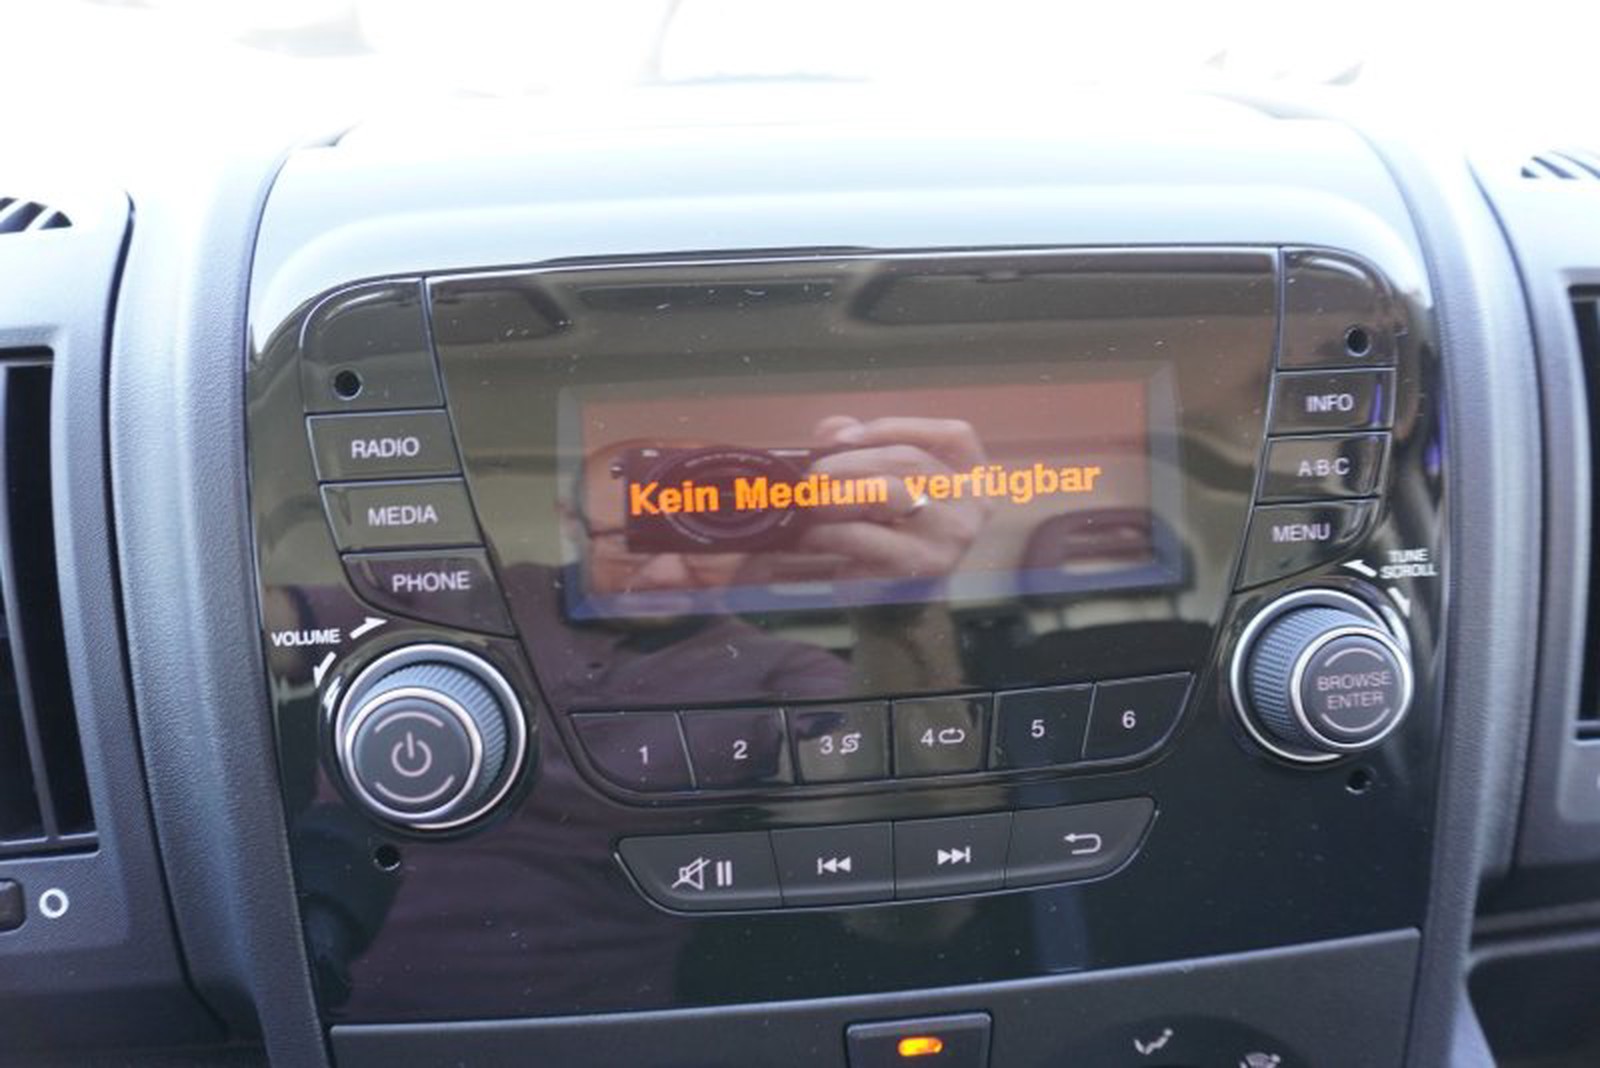 Kein Medium verfügbar
RADIO
MEDIA
PHONE
VOLUME
INFO
A·B·C
MENU
TUNE
SCROLL
BROWSE
ENTER
1
2
3
4
5
6